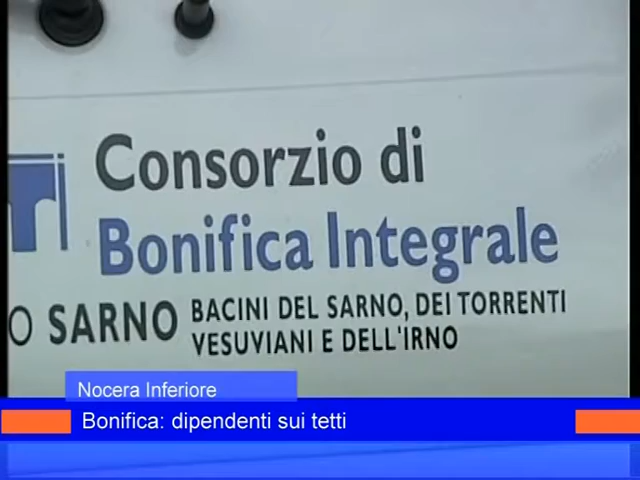 Consorzio di
Bonifica Integrale
O SARNO
BACINI DEL SARNO, DEI TORRENTI
VESUVIANI E DELL'IRNO
Nocera Inferiore
Bonifica: dipendenti sui tetti